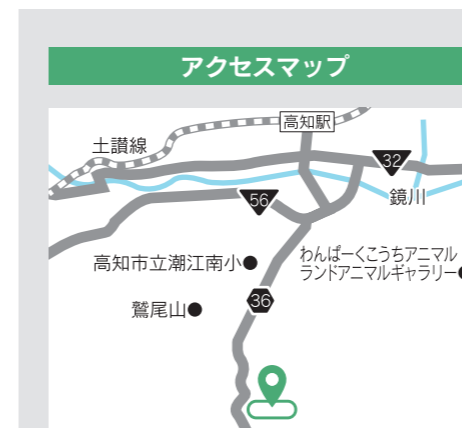 アクセスマップ
高知駅
土讃線
32
鏡川
56
わんぱーくこうちアニマル
ランドアニマルギャラリー●
高知市立潮江南小●
36
鷲尾山●